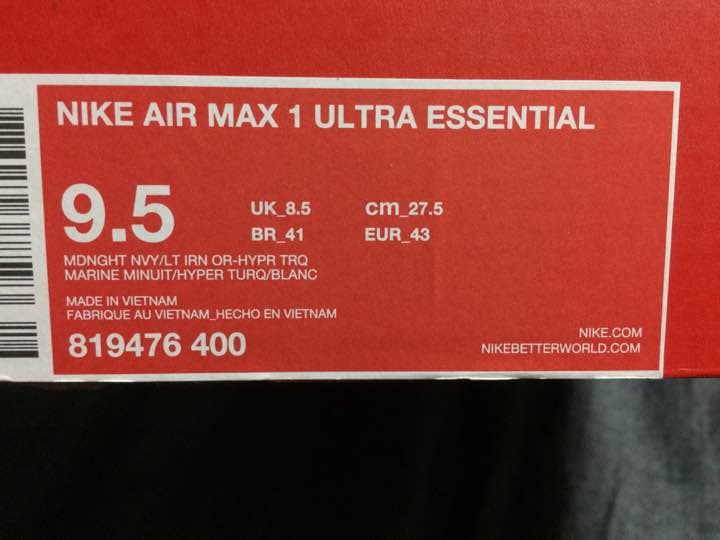 NIKE AIR MAX 1 ULTRA ESSENTIAL
9.5
UK_8.5 cm_27.5
BR_41 EUR_43
MDNGHT NVY/LT IRN OR-HYPR TRQ
MARINE MINUIT/HYPER TURQ/BLANC
MADE IN VIETNAM
FABRIQUE AU VIETNAM_HECHO EN VIETNAM
819476 400
NIKE.COM
NIKEBETTERWORLD.COM